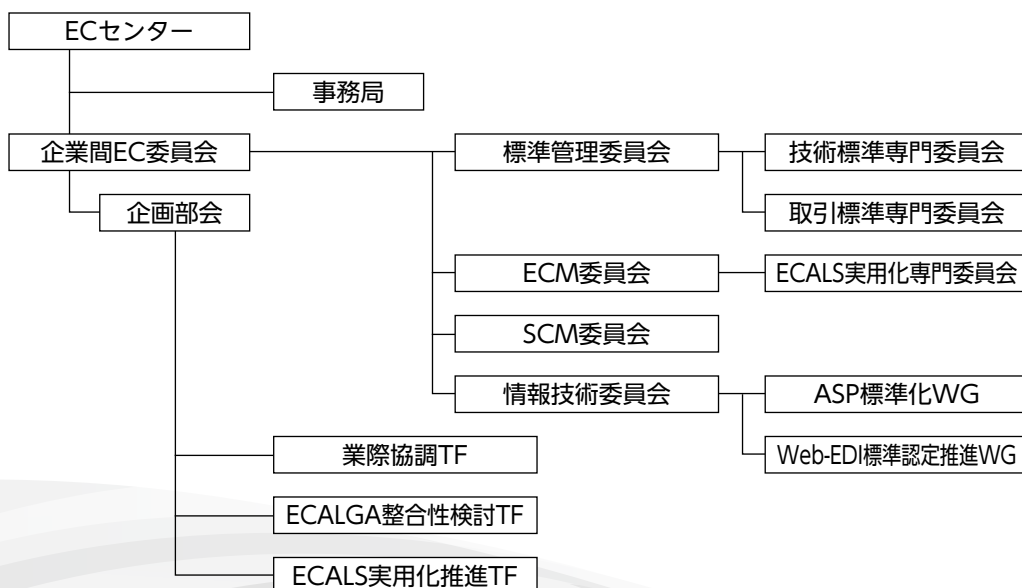 ECセンター
事務局
企業間EC委員会
標準管理委員会
技術標準専門委員会
企画部会
取引標準専門委員会
ECM委員会
ECALS実用化専門委員会
SCM委員会
情報技術委員会
ASP標準化WG
業際協調TF
Web-EDI標準認定推進WG
ECALGA整合性検討TF
ECALS実用化推進TF